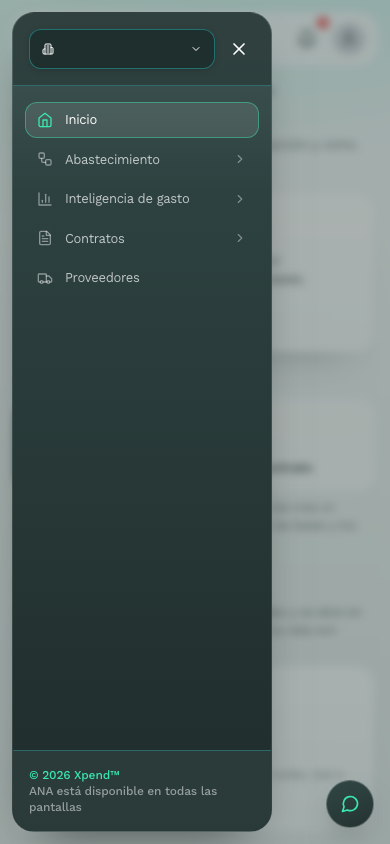 Inicio
Abastecimiento
Inteligencia de gasto
Contratos
Proveedores
© 2026 Xpend™
ANA está disponible en todas las
pantallas